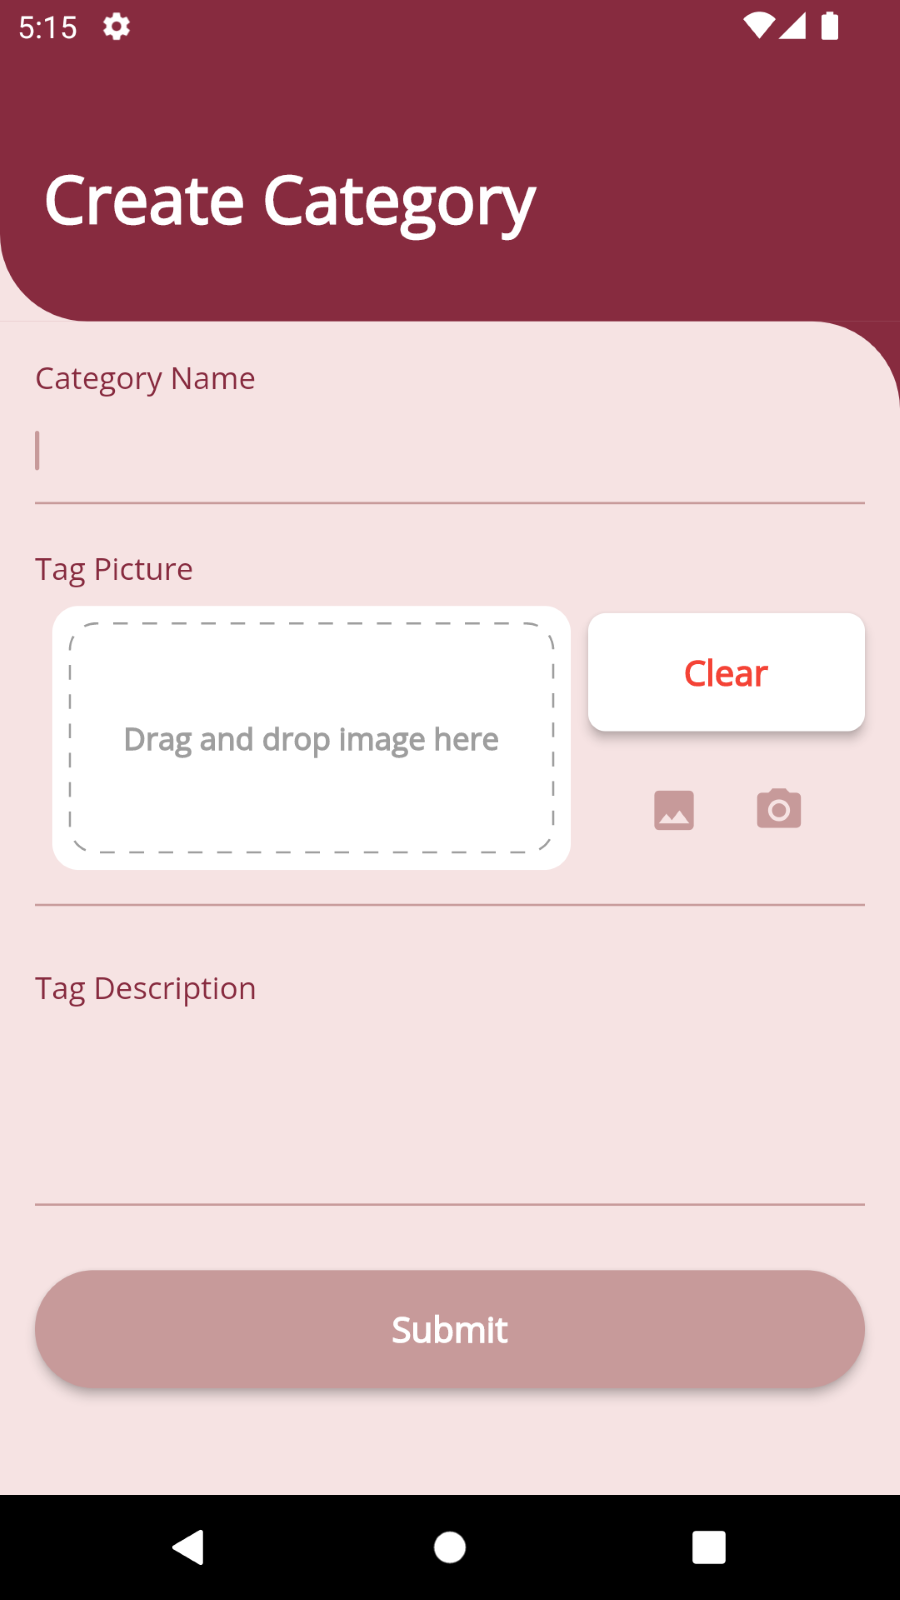 5:15
Create Category
Category Name
Tag Picture
Drag and drop image here
Clear
Tag Description
Submit